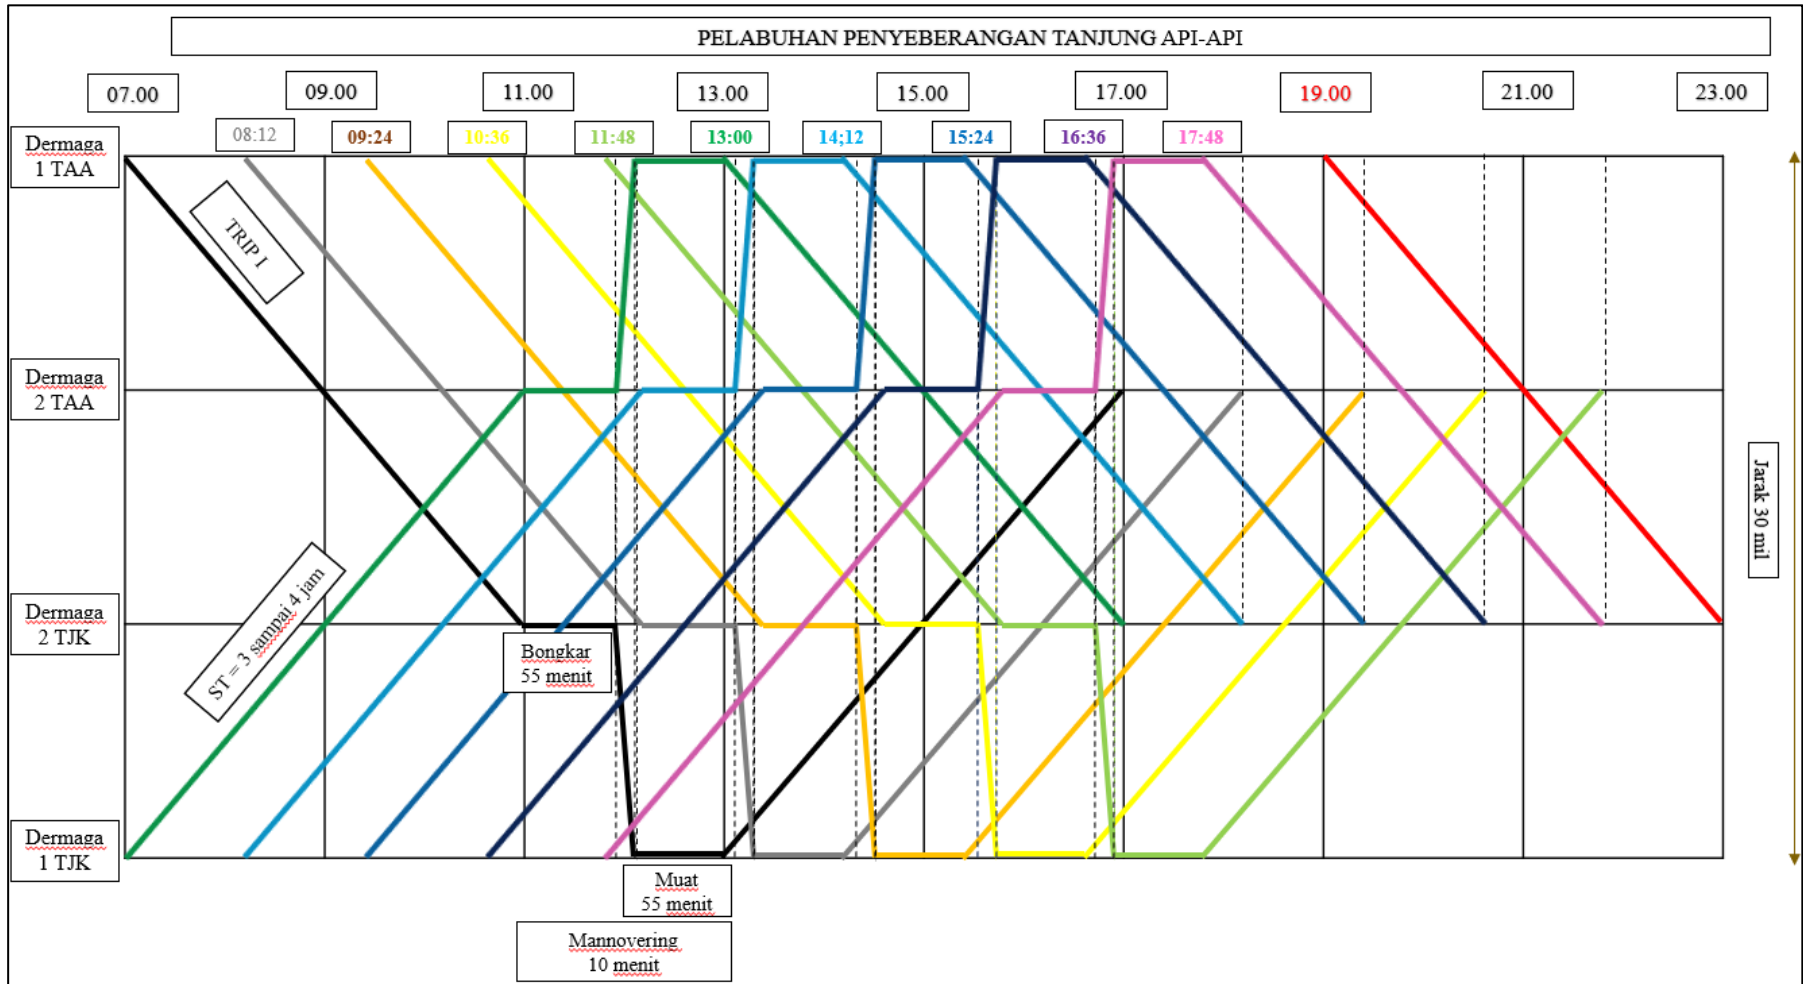 PELABUHAN PENYEBERANGAN TANJUNG API-API
07.00
09.00
11.00
13.00
15.00
17.00
19.00
21.00
23.00
08:12
09:24
10:36
11:48
13:00
14;12
15:24
16:36
17:48
Dermaga
1 TAA
TRIP I
Dermaga
2 TAA
Jarak 30 mil
ST = 3 sampai 4 jam
Dermaga
2 TJK
Bongkar
55 menit
Dermaga
1 TJK
Muat
55 menit
Mannovering
10 menit